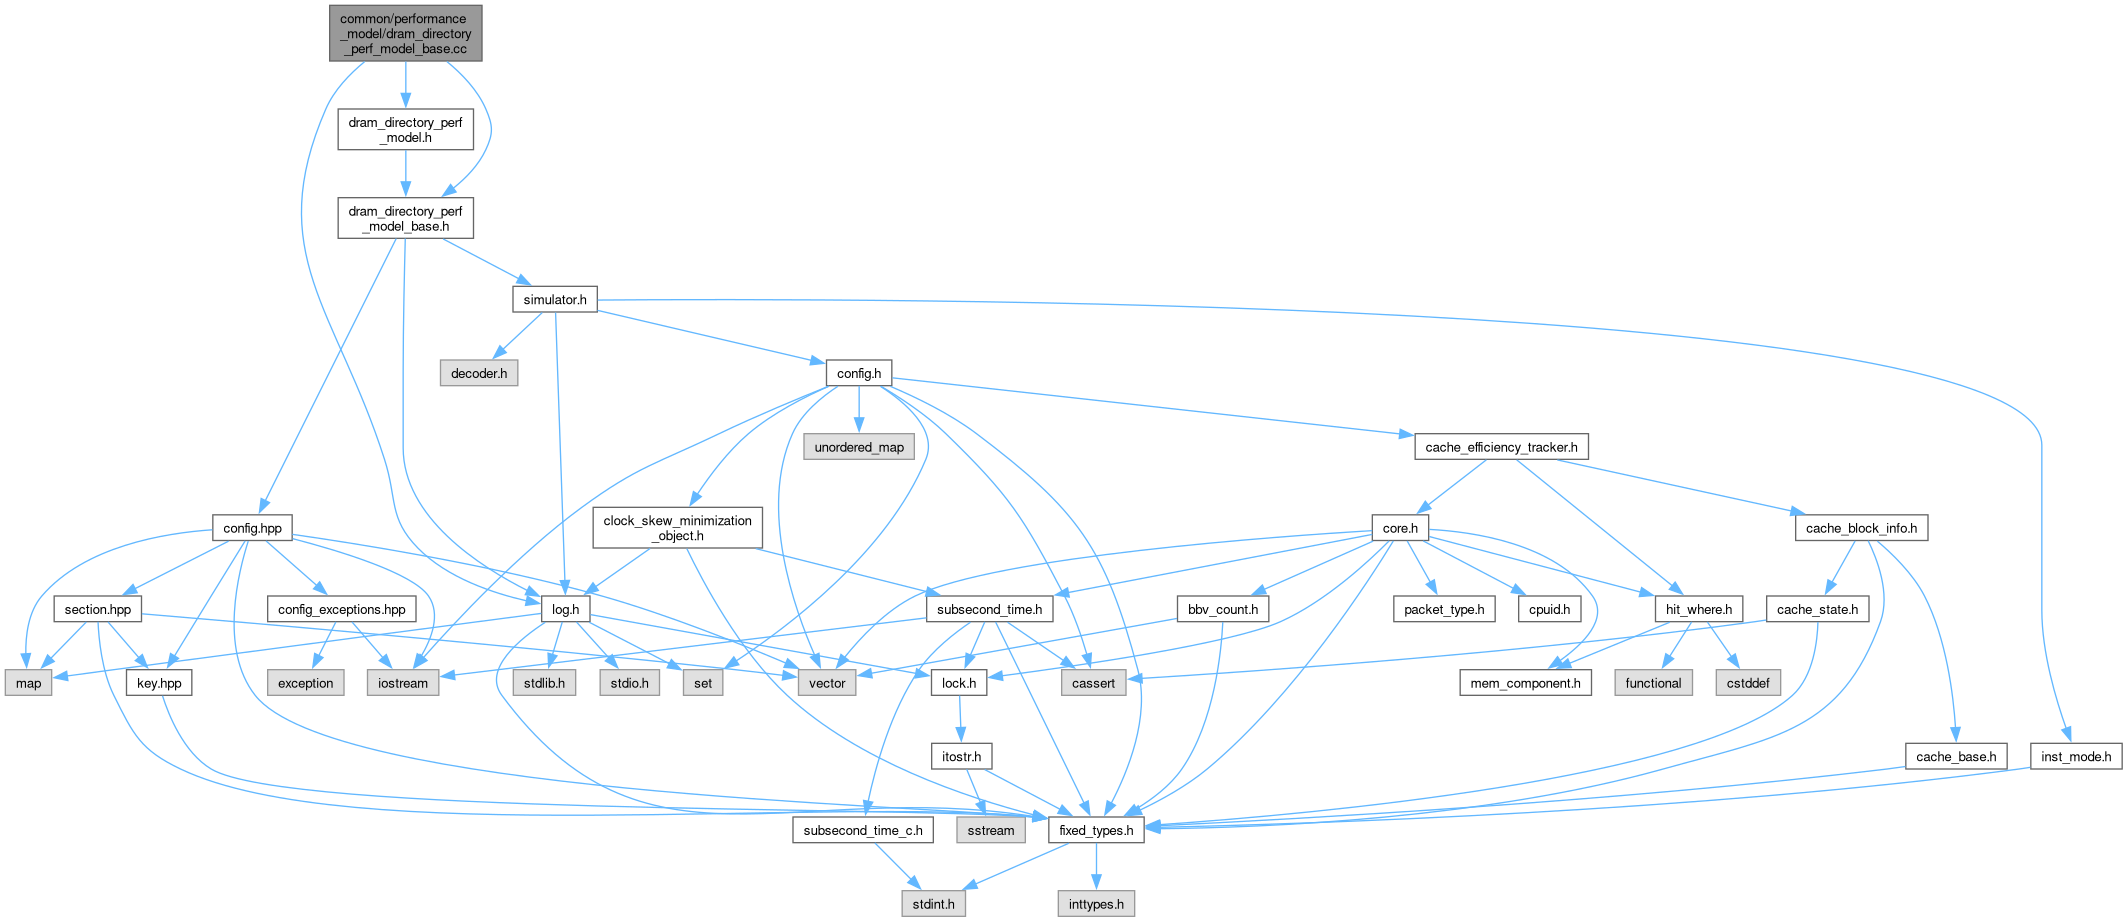 common/performance
_model/dram_directory
_perf_model_base.cc
dram_directory_perf
_model.h
dram_directory_perf
_model_base.h
simulator.h
decoder.h
config.h
unordered_map
cache_efficiency_tracker.h
config.hpp
clock_skew_minimization
_object.h
core.h
cache_block_info.h
section.hpp
config_exceptions.hpp
log.h
subsecond_time.h
bbv_count.h
packet_type.h
cpuid.h
hit_where.h
cache_state.h
map
key.hpp
exception
iostream
stdlib.h
stdio.h
set
vector
lock.h
cassert
mem_component.h
functional
cstddef
itostr.h
cache_base.h
inst_mode.h
subsecond_time_c.h
sstream
fixed_types.h
stdint.h
inttypes.h